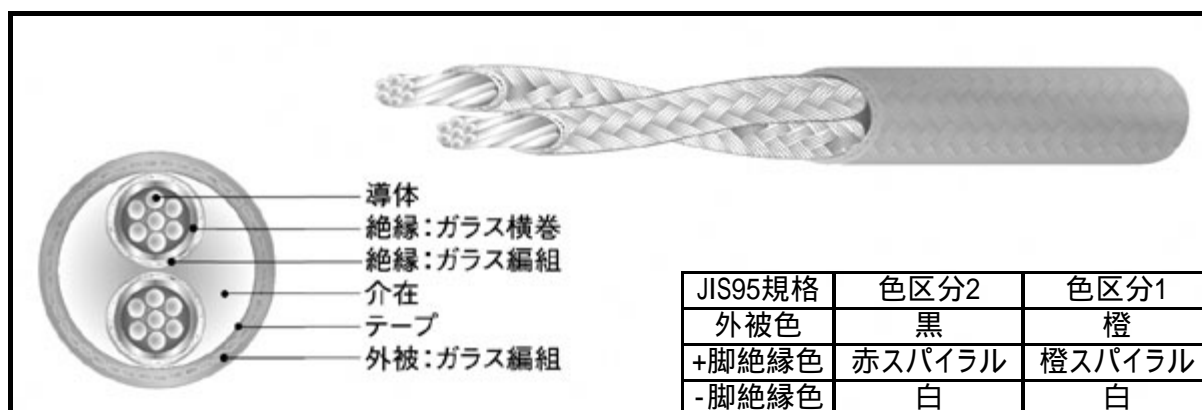 導体
絶縁：ガラス横巻
絶縁：ガラス編組
介在
テープ
外被：ガラス編組
JIS95規格 色区分2 色区分1
外被色 黒 橙
+脚絶縁色 赤スパイラル 橙スパイラル
-脚絶縁色 白 白